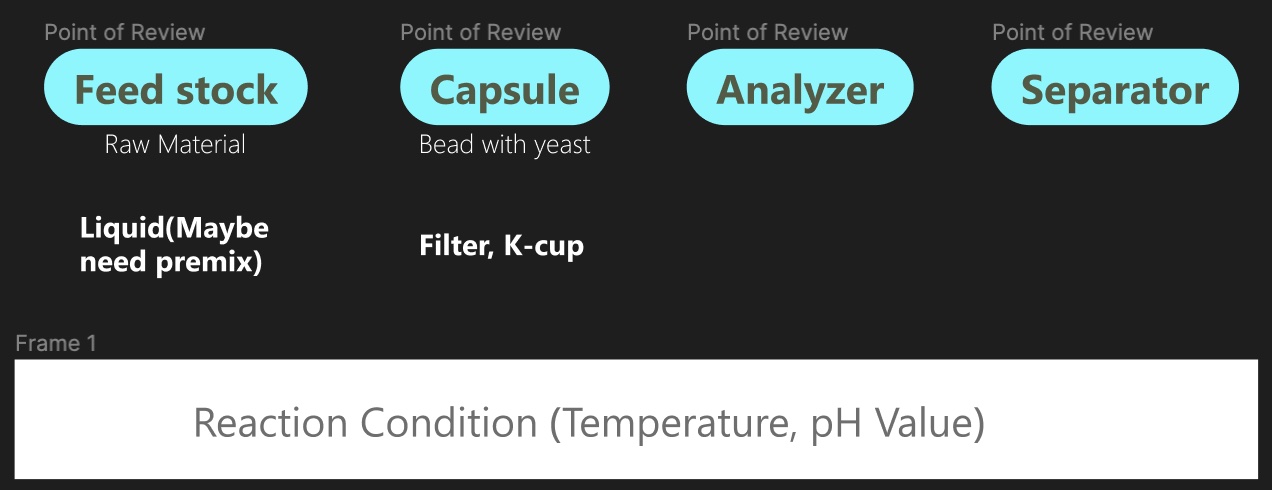 Point of Review
Point of Review
Point of Review
Point of Review
Feed stock
Capsule
Analyzer
Separator
Raw Material
Bead with yeast
Liquid(Maybe
need premix)
Filter, K-cup
Frame 1
Reaction Condition (Temperature, pH Value)